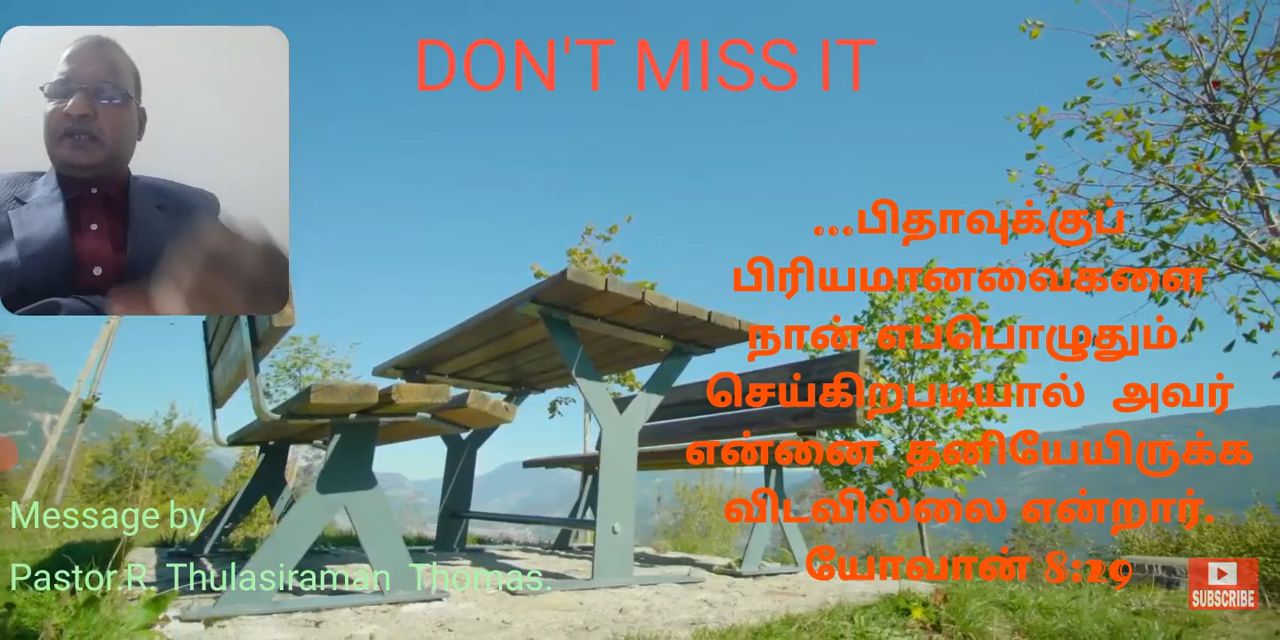 DON'T MISS IT
...பிதாவுக்குப்
பிரியமானவைகளை
நான் எப்பொழுதும்
செய்கிறபடியால் அவர்
என்னை தனியேயிருக்க
விடவில்லை என்றார்.
யோவான் 8:29
Message by
Pastor.R. Thulasiraman Thomas.
SUBSCRIBE